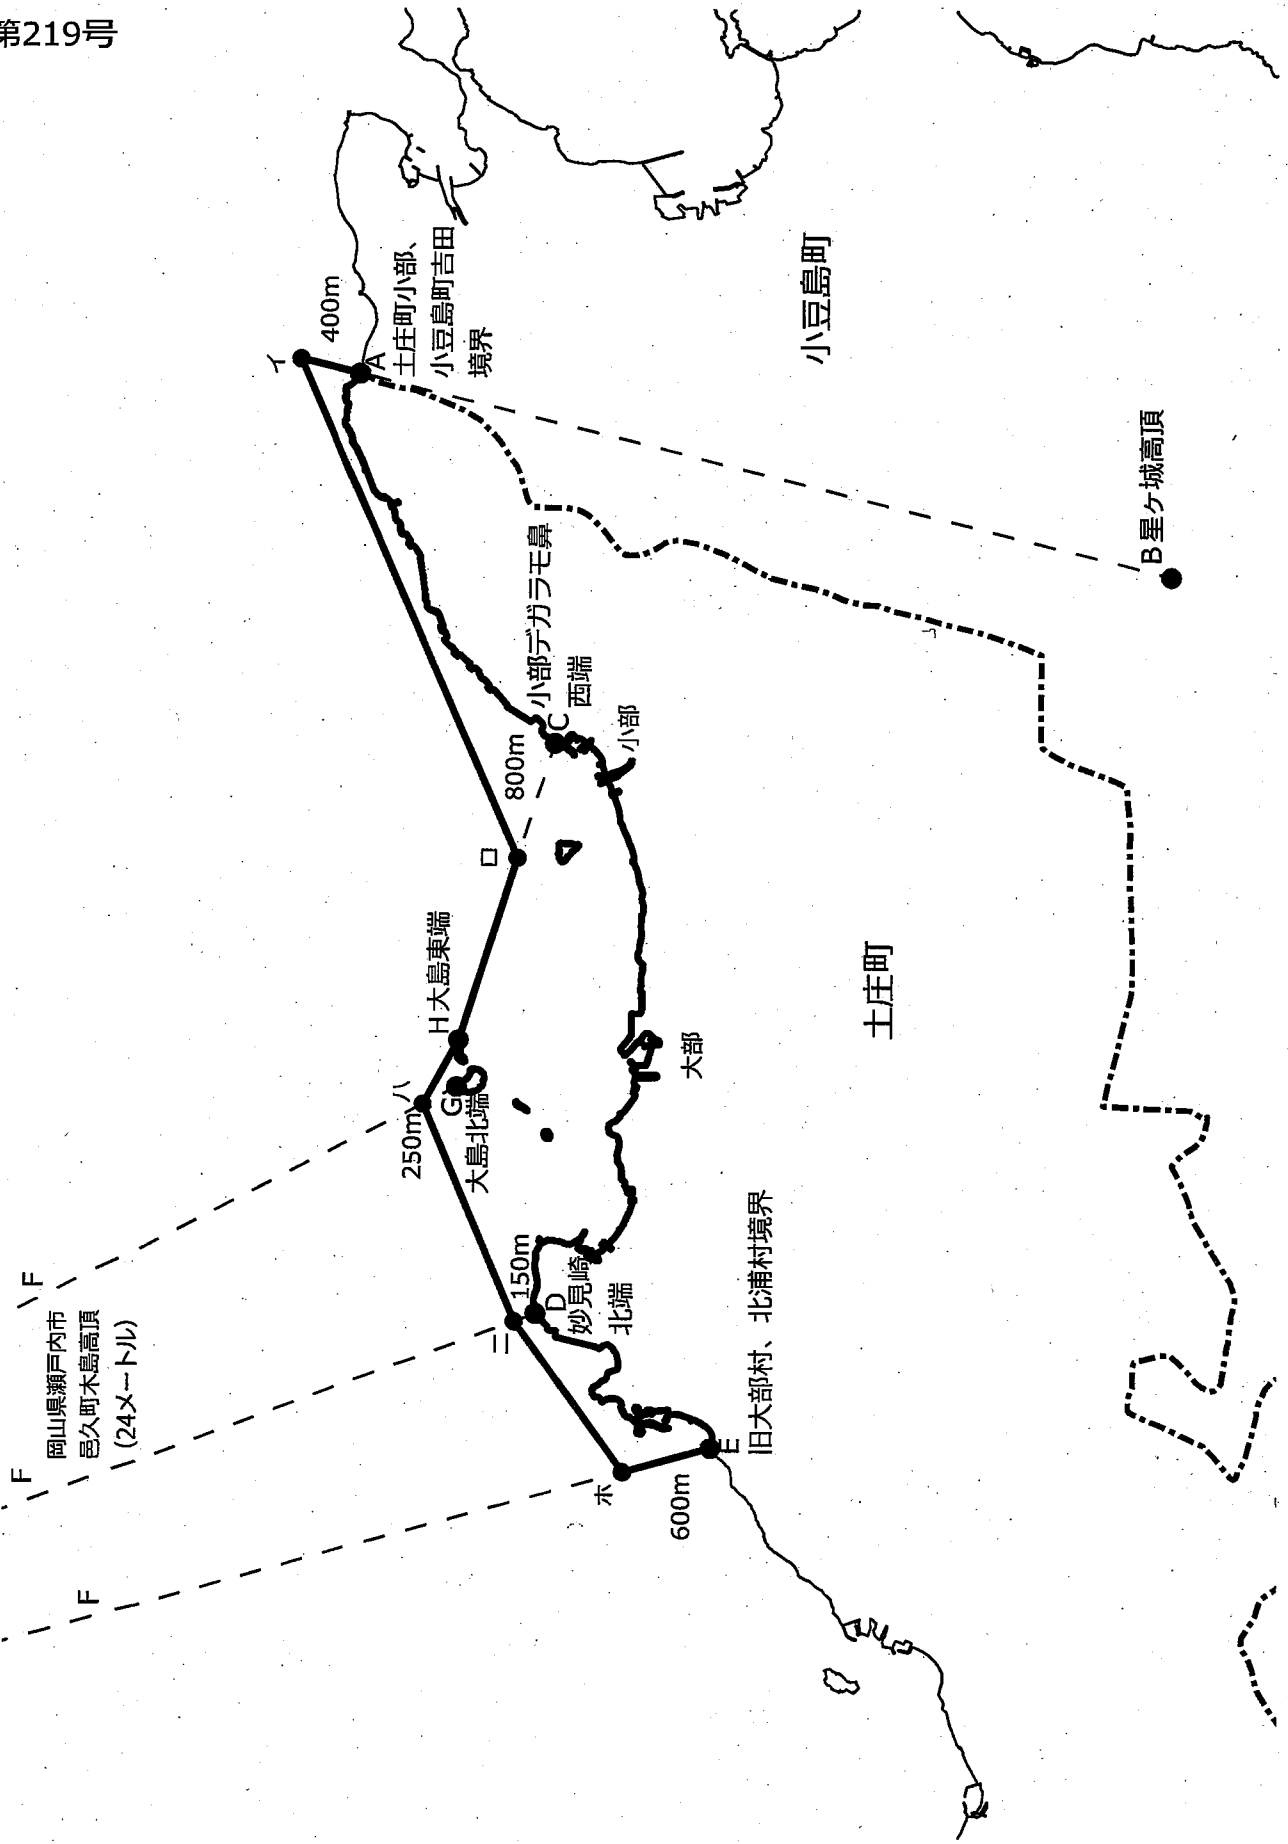 第219号
イ
400m
A
土庄町小部、
小豆島町吉田
境界
小豆島町
B星ヶ城高頂
小部デガラモ鼻
西端
C
800m
小部
ロ
H大島東端
ハ
G
250m
大島北端
大部
土庄町
150m
D
妙見崎
北端
ニ
旧大部村、北浦村境界
E
ホ
600m
F
岡山県瀬戸内市
邑久町木島高頂
(24メートル)
F
F